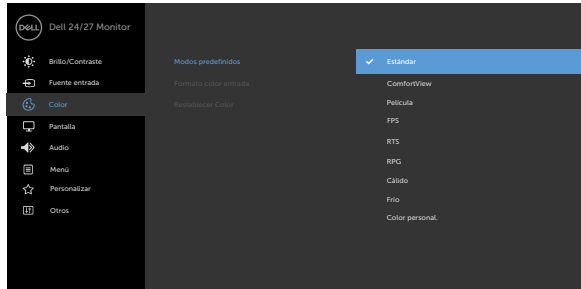 DELL Dell 24/27 Monitor
Brillo/Contraste
Fuente entrada
Color
Pantalla
Audio
Menú
Personalizar
Otros
Modos predefinidos
Formato color entrada
Restablecer Color
Estándar
ComfortView
Película
FPS
RTS
RPG
Cálido
Frío
Color personal.